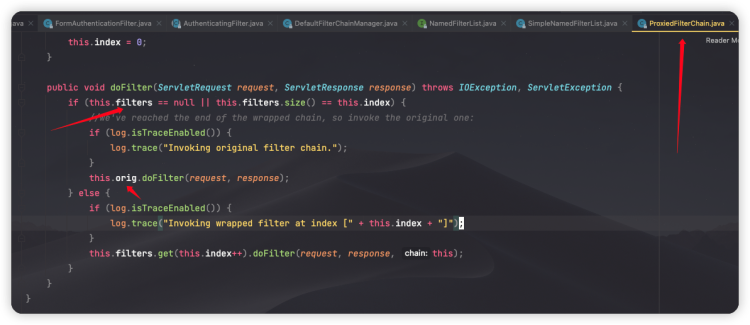 ava
FormAuthenticationFilter.java
AuthenticatingFilter.java
DefaultFilterChainManager.java
NamedFilterList.java
SimpleNamedFilterList.java
ProxiedFilterChain.java
Reader Mo
this.index = 0;
}
public void doFilter(ServletRequest request, ServletResponse response) throws IOException, ServletException {
if (this.filters == null || this.filters.size() == this.index) {
//we've reached the end of the wrapped chain, so invoke the original one:
if (log.isTraceEnabled()) {
log.trace("Invoking original filter chain.");
}
this.orig.doFilter(request, response);
} else {
if (log.isTraceEnabled()) {
log.trace("Invoking wrapped filter at index [" + this.index + "]");
}
this.filters.get(this.index++).doFilter(request, response, chain: this);
}
}
}